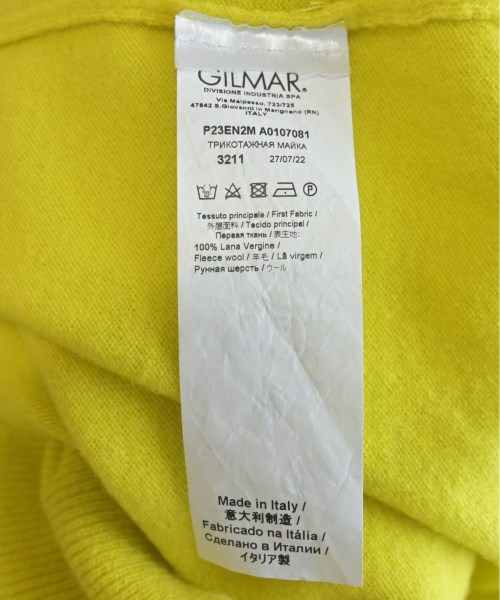 GILMAR
DIVISIONE INDUSTRIA SPA
Via Malpasso, 723/725
47842 S.Giovanni in Marignano (RN)
ITALY
P23EN2M A0107081
ТРИКОТАЖНАЯ МАЙКА
3211 27/07/22
Tessuto principale / First Fabric /
外层面料 / Tecido principal /
Первая ткань / 表生地:
100% Lana Vergine /
Fleece wool / 羊毛 / Lã virgem /
Рунная шерсть / ウール
Made in Italy /
意大利制造 /
Fabricado na Itália /
Сделано в Италии /
イタリア製